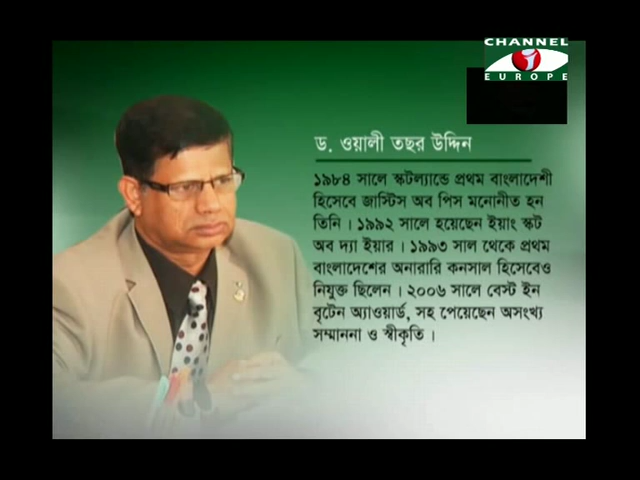 CHANNEL
i
EUROPE
ড. ওয়ালী তছর উদ্দিন
১৯৮৪ সালে স্কটল্যান্ডে প্রথম বাংলাদেশী
হিসেবে জাস্টিস অব পিস মনোনীত হন
তিনি । ১৯৯২ সালে হয়েছেন ইয়াং স্কট
অব দ্যা ইয়ার । ১৯৯৩ সাল থেকে প্রথম
বাংলাদেশের অনারারি কনসাল হিসেবেও
নিযুক্ত ছিলেন । ২০০৬ সালে বেস্ট ইন
বৃটেন অ্যাওয়ার্ড, সহ পেয়েছেন অসংখ্য
সম্মাননা ও স্বীকৃতি ।